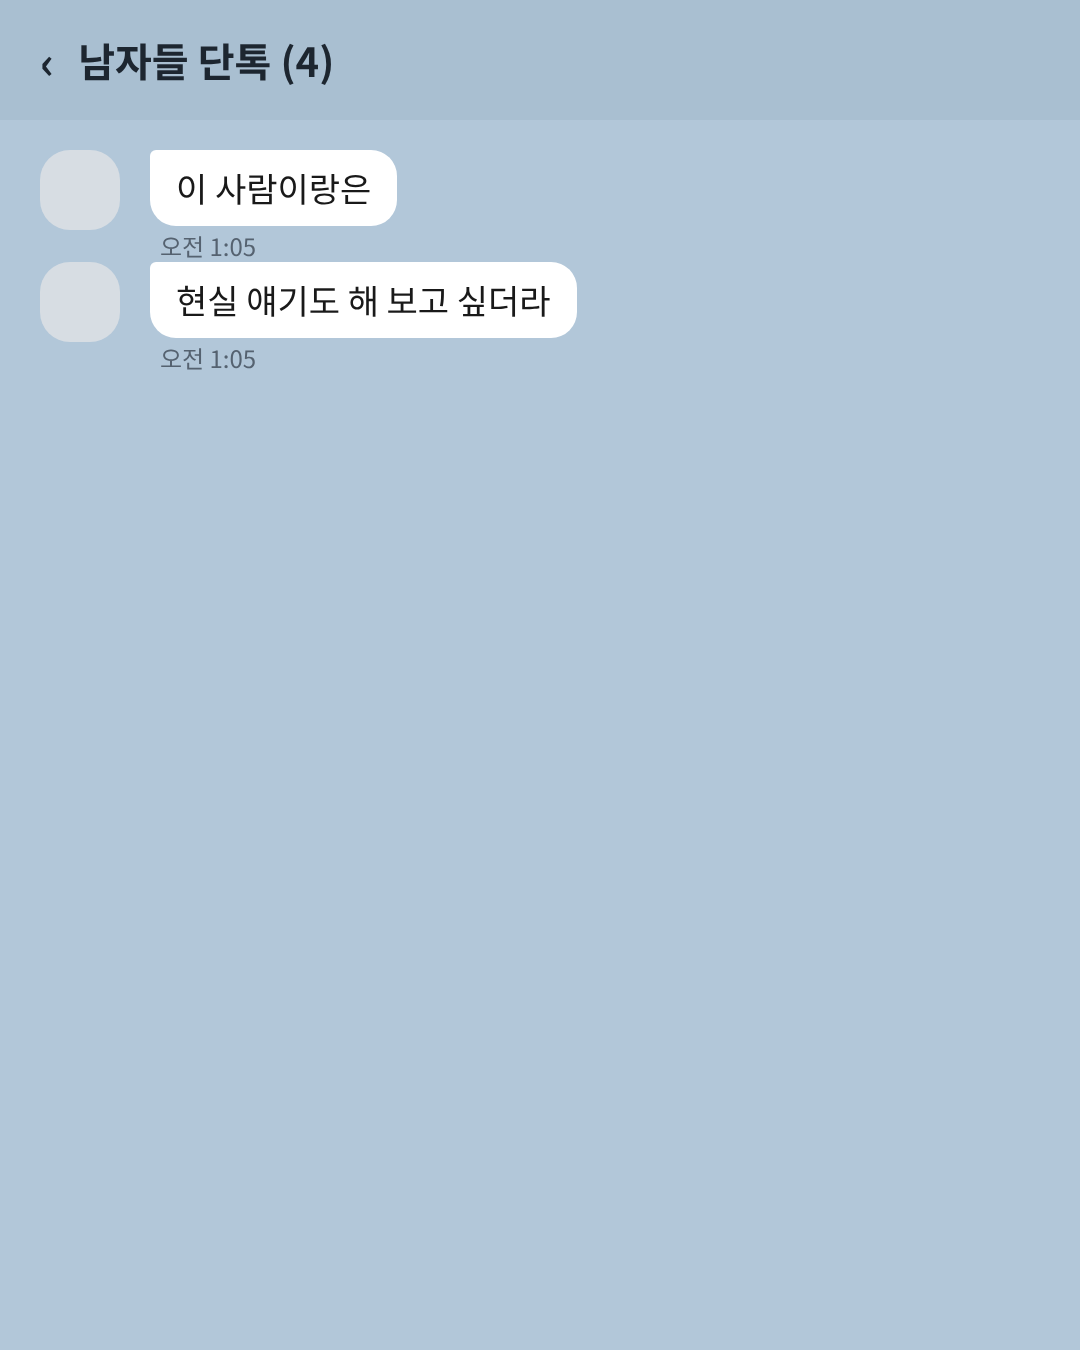 ‹ 남자들 단톡 (4)
이 사람이랑은
오전 1:05
현실 얘기도 해 보고 싶더라
오전 1:05